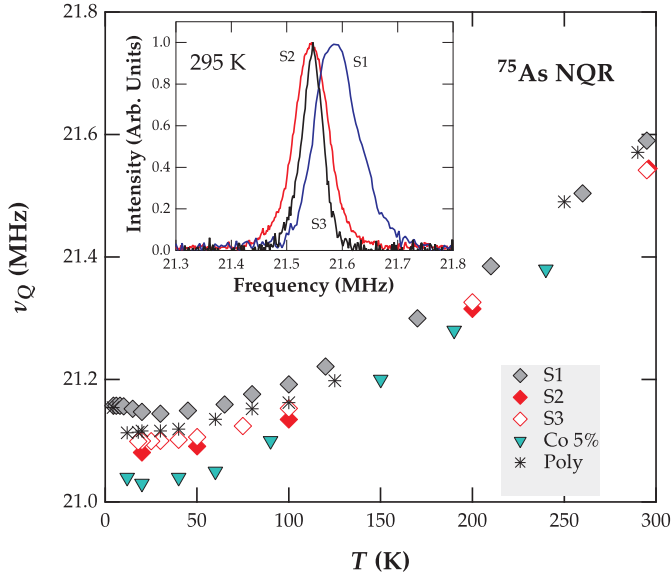 ⁷⁵As NQR
295 K
S2
S1
S3
Intensity (Arb. Units)
1.0
0.8
0.6
0.4
0.2
0.0
21.3 21.4 21.5 21.6 21.7 21.8
Frequency (MHz)
νQ (MHz)
21.8
21.6
21.4
21.2
21.0
0 50 100 150 200 250 300
T (K)
S1
S2
S3
Co 5%
Poly